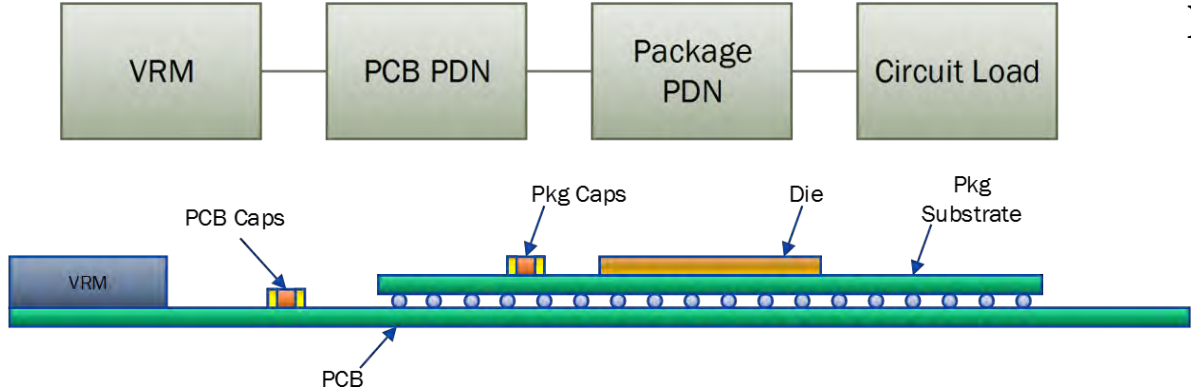 VRM
PCB PDN
Package
PDN
Circuit Load
PCB Caps
Pkg Caps
Die
Pkg
Substrate
VRM
PCB